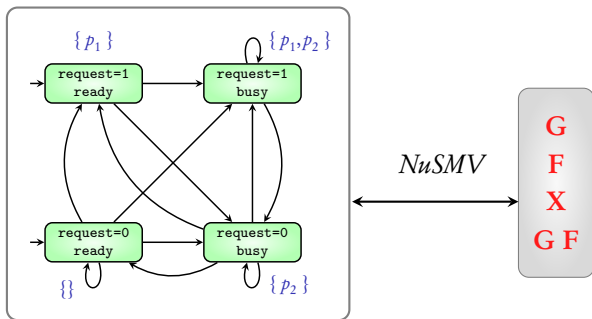 { p1 }
{ p1, p2 }
request=1
ready
request=1
busy
NuSMV
G
F
X
G F
request=0
ready
request=0
busy
{}
{ p2 }